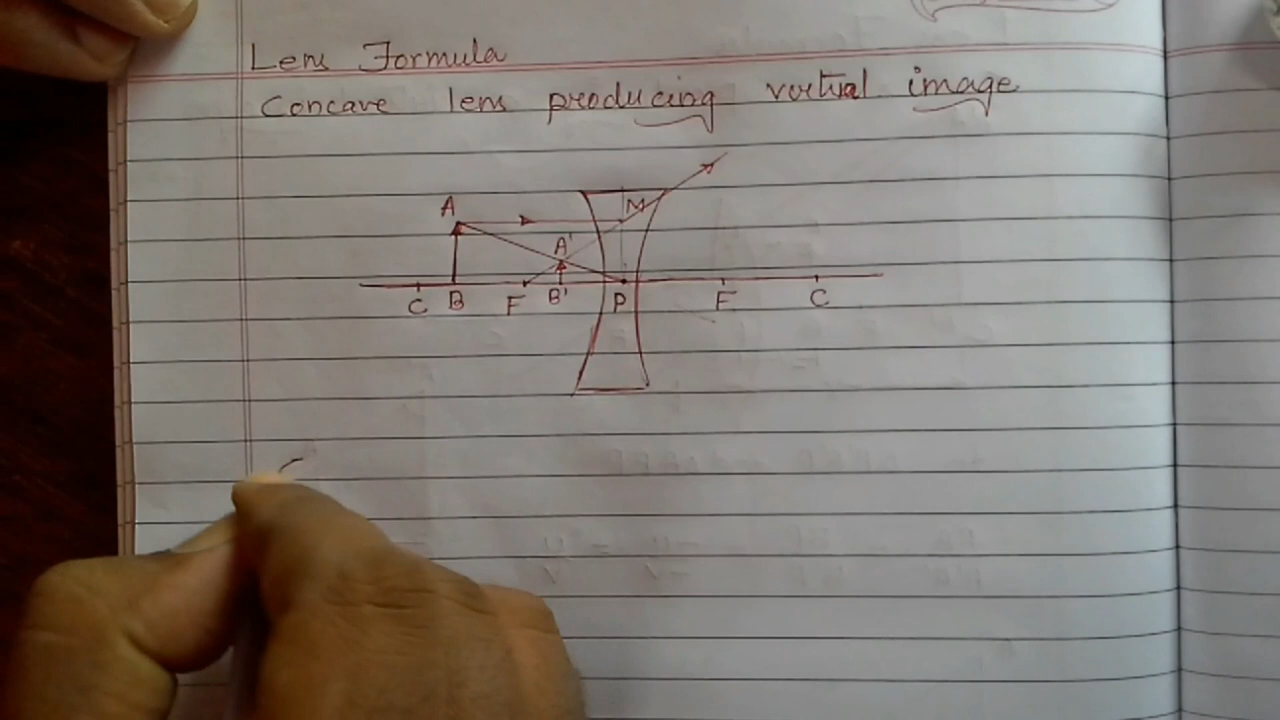 Lens Formula
Concave lens producing virtual image
A
M
A'
C B F B' P F C